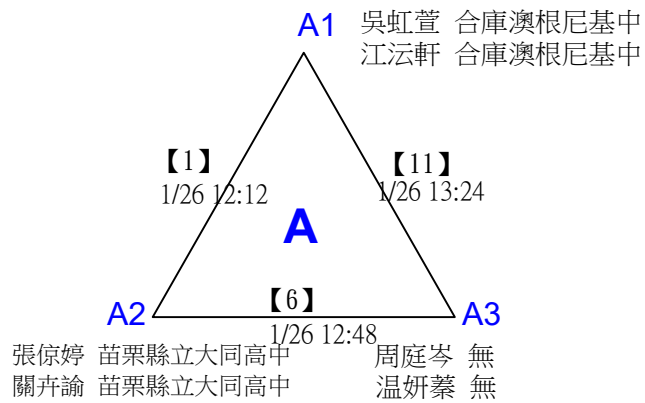 A1
吳虹萱 合庫澳根尼基中
江沄軒 合庫澳根尼基中
【1】
1/26 12:12
【11】
1/26 13:24
A
【6】
1/26 12:48
A2
張倞婷 苗栗縣立大同高中
關卉諭 苗栗縣立大同高中
A3
周庭岑 無
温妍蓁 無